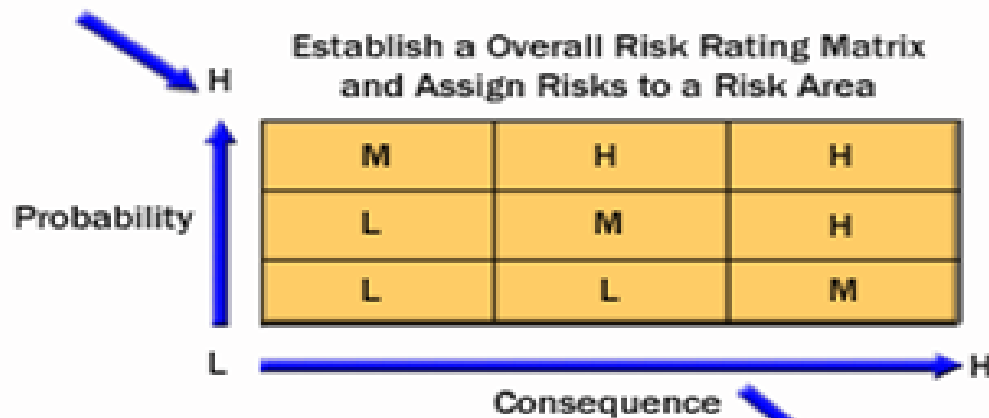 Establish a Overall Risk Rating Matrix
and Assign Risks to a Risk Area
H
M H H
Probability
L M H
L L M
L H
Consequence